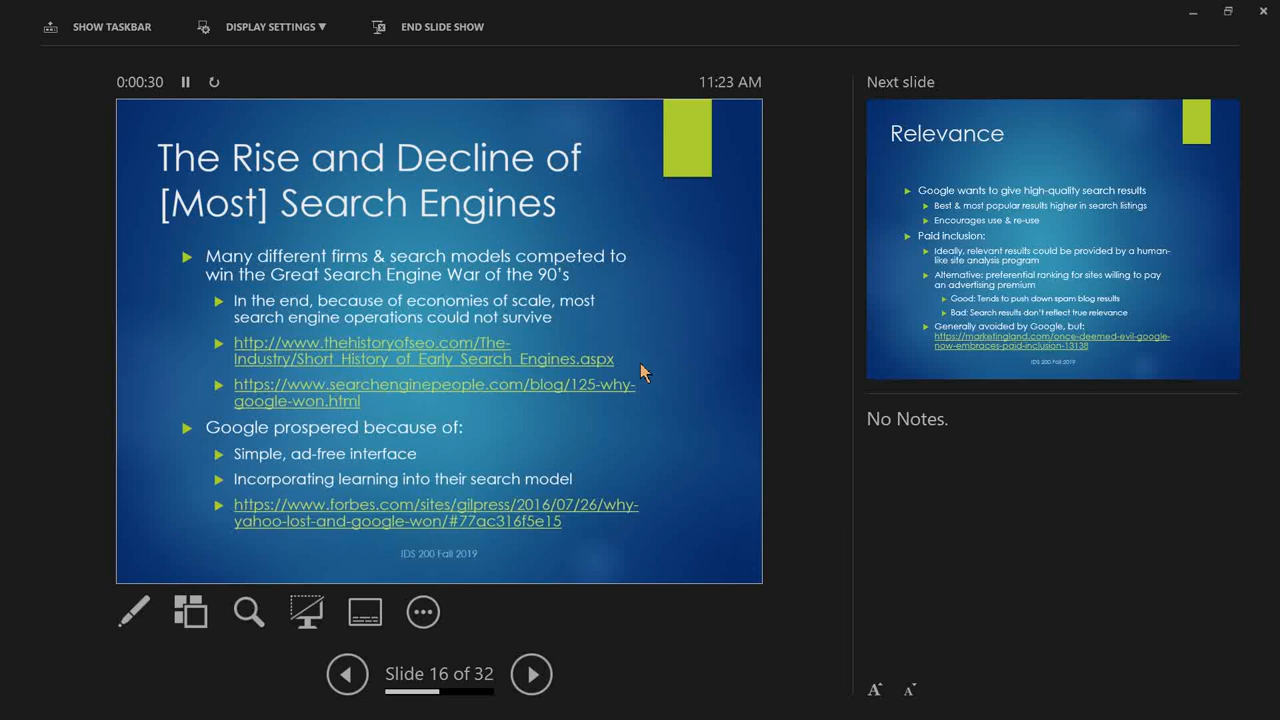 SHOW TASKBAR
DISPLAY SETTINGS ▼
END SLIDE SHOW
0:00:30
11:23 AM
The Rise and Decline of
[Most] Search Engines
Many different firms & search models competed to
win the Great Search Engine War of the 90’s
In the end, because of economies of scale, most
search engine operations could not survive
http://www.thehistoryofseo.com/The-
Industry/Short_History_of_Early_Search_Engines.aspx
https://www.searchenginepeople.com/blog/125-why-
google-won.html
Google prospered because of:
Simple, ad-free interface
Incorporating learning into their search model
https://www.forbes.com/sites/gilpress/2016/07/26/why-
yahoo-lost-and-google-won/#77ac316f5e15
IDS 200 Fall 2019
Slide 16 of 32
Next slide
Relevance
Google wants to give high-quality search results
Best & most popular results higher in search listings
Encourages use & re-use
Paid inclusion:
Ideally, relevant results could be provided by a human-
like site analysis program
Alternative: preferential ranking for sites willing to pay
an advertising premium
Good: Tends to push down spam blog results
Bad: Search results don’t reflect true relevance
Generally avoided by Google, but:
https://marketingland.com/once-deemed-evil-google-
now-embraces-paid-inclusion-13138
IDS 200 Fall 2019
No Notes.
A A